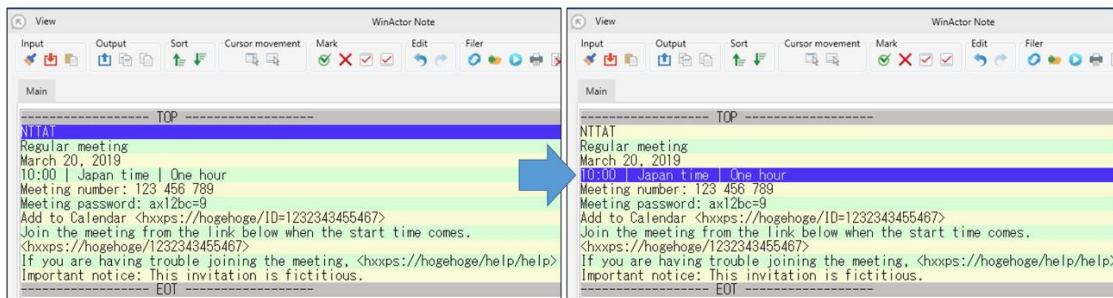 View WinActor Note
Input Output Sort Cursor movement Mark Edit Filer
Main
------------------ TOP ------------------
NTTAT
Regular meeting
March 20, 2019
10:00 | Japan time | One hour
Meeting number: 123 456 789
Meeting password: ax12bc=9
Add to Calendar <hxxps://hogehoge/ID=1232343455467>
Join the meeting from the link below when the start time comes.
<hxxps://hogehoge/1232343455467>
If you are having trouble joining the meeting, <hxxps://hogehoge/help/help>
Important notice: This invitation is fictitious.
------------------ EOT ------------------
View WinActor Note
Input Output Sort Cursor movement Mark Edit Filer
Main
------------------ TOP ------------------
NTTAT
Regular meeting
March 20, 2019
10:00 | Japan time | One hour
Meeting number: 123 456 789
Meeting password: ax12bc=9
Add to Calendar <hxxps://hogehoge/ID=1232343455467>
Join the meeting from the link below when the start time comes.
<hxxps://hogehoge/1232343455467>
If you are having trouble joining the meeting, <hxxps://hogehoge/help/help>
Important notice: This invitation is fictitious.
------------------ EOT ------------------